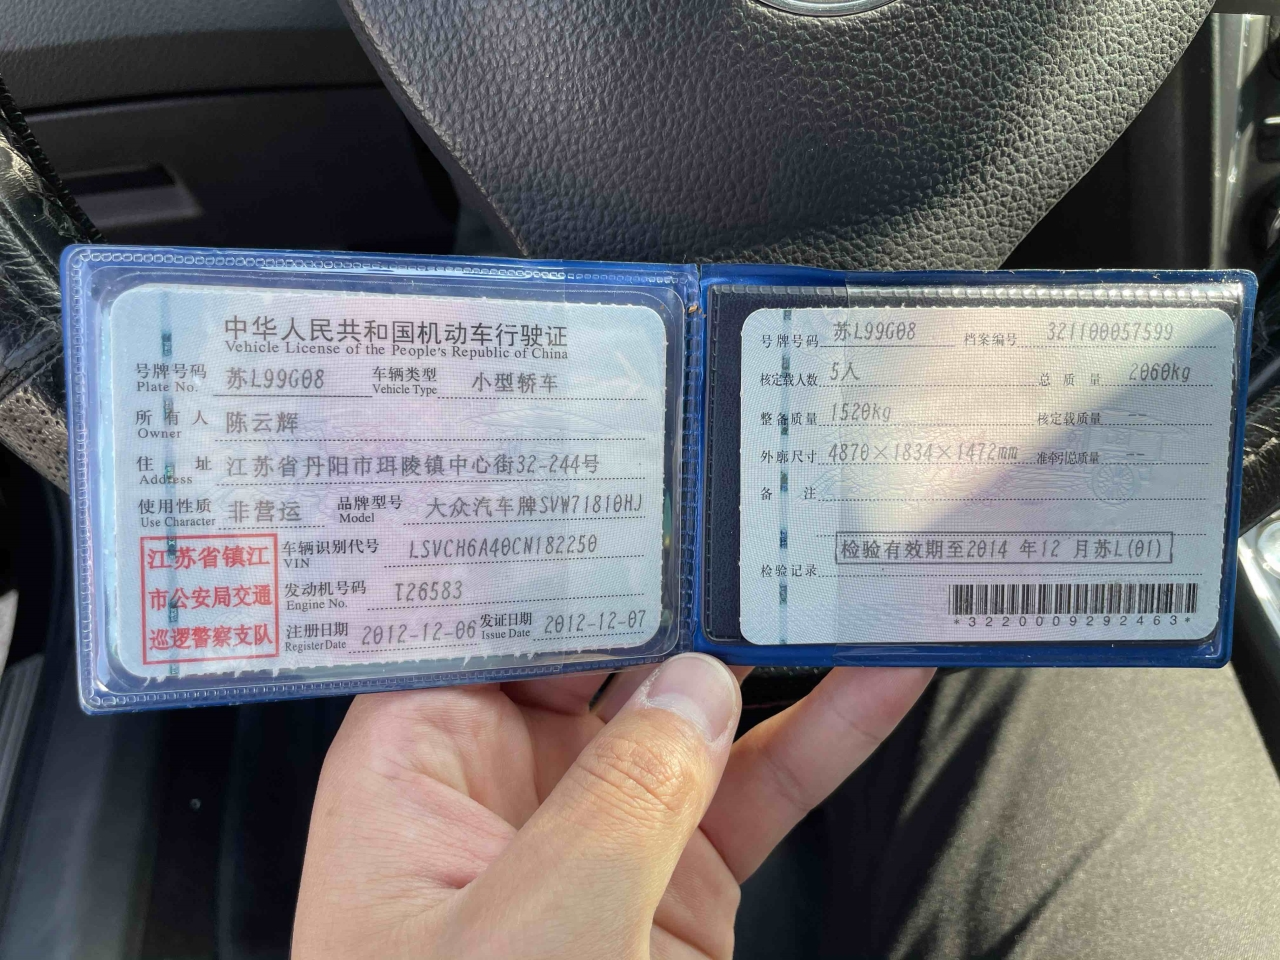 中华人民共和国机动车行驶证
Vehicle License of the People's Republic of China
号牌号码 苏L99G08 车辆类型 小型轿车
Plate No. Vehicle Type
所有人 陈云辉
Owner
住址 江苏省丹阳市珥陵镇中心街32-244号
Address
使用性质 非营运 品牌型号 大众汽车牌SVW71810HJ
Use Character Model
江苏省镇江
市公安局交通
巡逻警察支队
车辆识别代号 LSVCH6A40CN182250
VIN
发动机号码 T26583
Engine No.
注册日期 2012-12-06 发证日期 2012-12-07
Register Date Issue Date
号牌号码 苏L99G08 档案编号 321100057599
核定载人数 5人 总质量 2060kg
整备质量 1520kg 核定载质量 --
外廓尺寸 4870×1834×1472mm 准牵引总质量 --
备注
检验有效期至2014 年12 月苏L(01)
检验记录
*3220009292463*